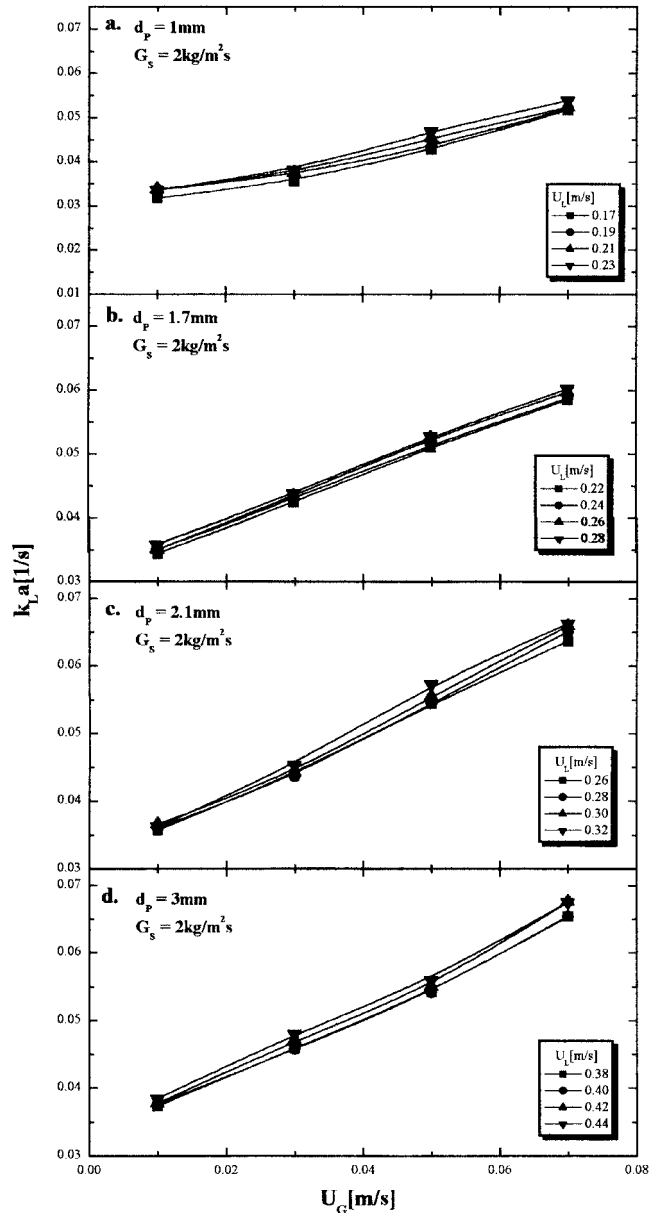 a. d_P = 1mm
G_S = 2kg/m²s
0.07
0.06
0.05
0.04
0.03
0.02
0.01
U_L[m/s]
0.17
0.19
0.21
0.23
b. d_P = 1.7mm
G_S = 2kg/m²s
0.07
0.06
0.05
0.04
0.03
U_L[m/s]
0.22
0.24
0.26
0.28
k_L a[1/s]
c. d_P = 2.1mm
G_S = 2kg/m²s
0.07
0.06
0.05
0.04
0.03
U_L[m/s]
0.26
0.28
0.30
0.32
d. d_P = 3mm
G_S = 2kg/m²s
0.07
0.06
0.05
0.04
0.03
U_L[m/s]
0.38
0.40
0.42
0.44
0.00 0.02 0.04 0.06 0.08
U_G[m/s]